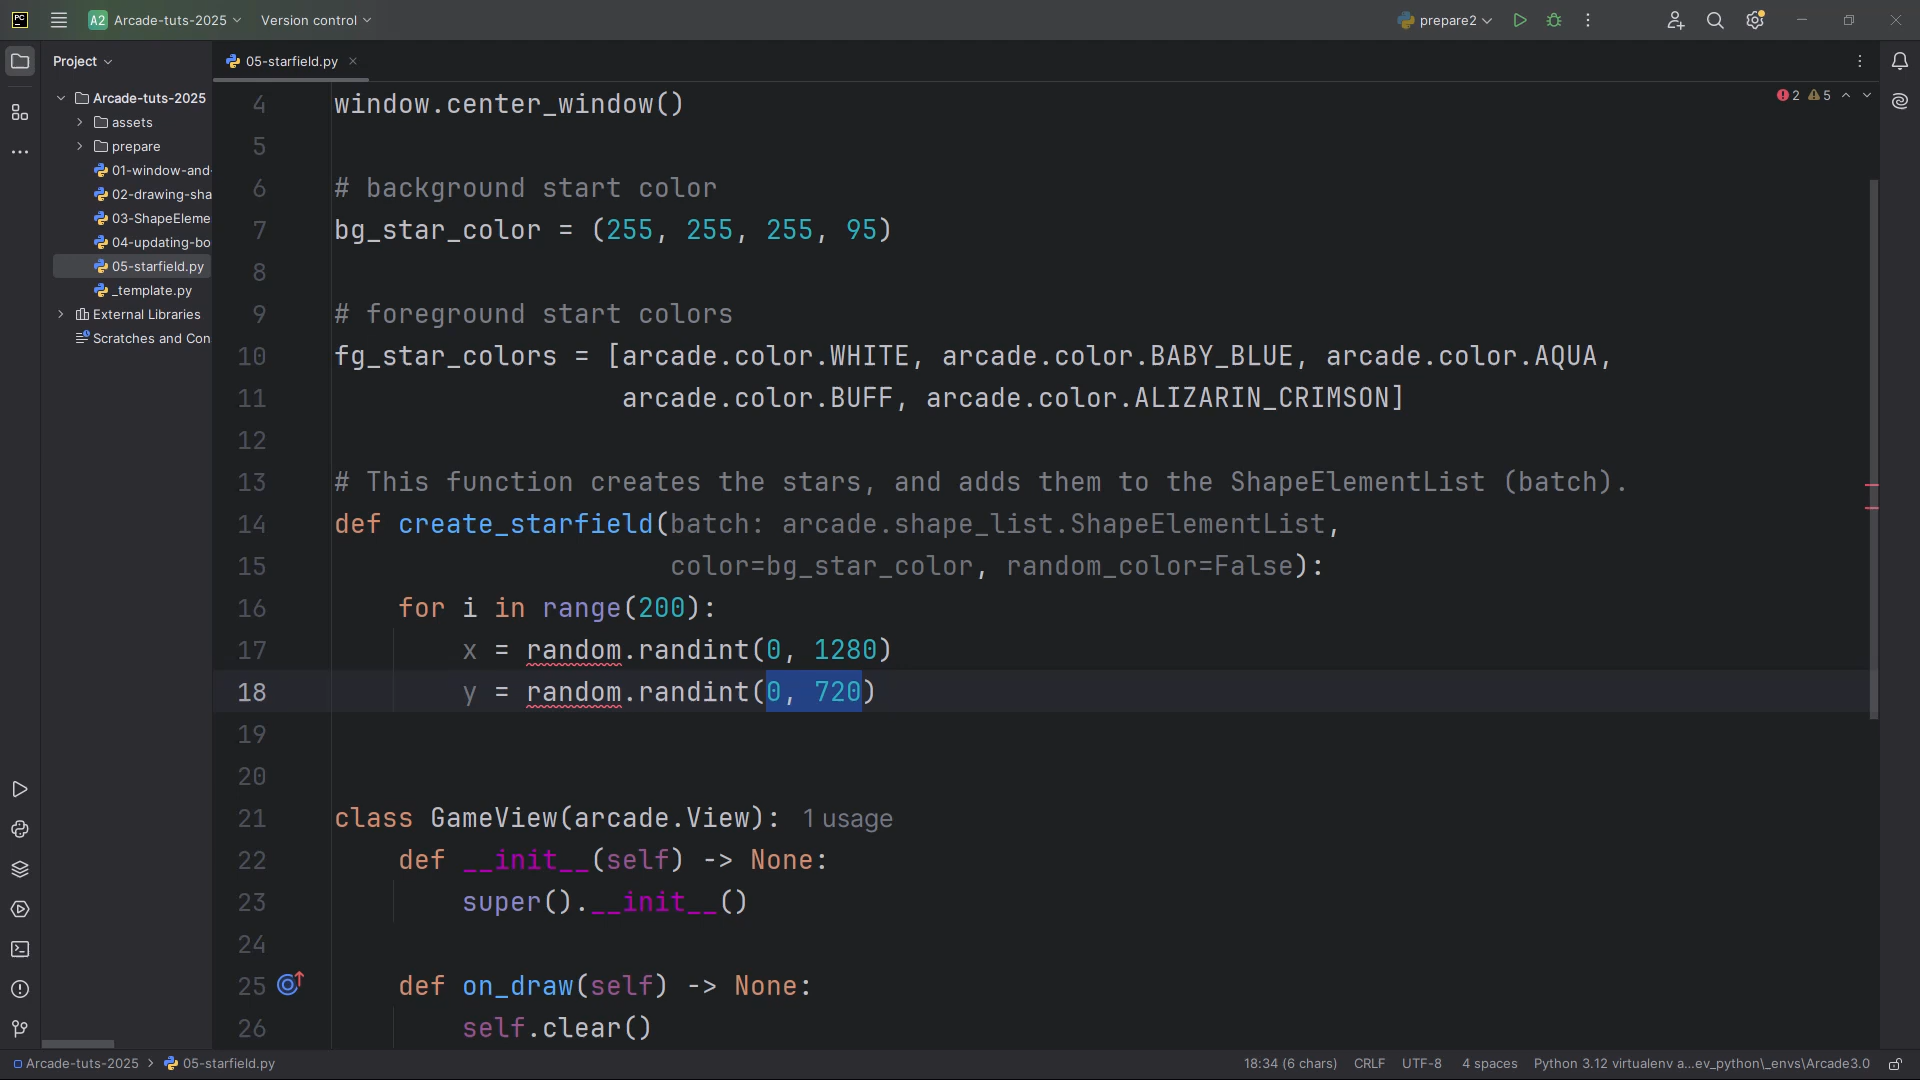 PC
A2 Arcade-tuts-2025 Version control prepare2
Project
05-starfield.py
Arcade-tuts-2025
assets
prepare
01-window-and-
02-drawing-sha
03-ShapeEleme
04-updating-bo
05-starfield.py
_template.py
External Libraries
Scratches and Con
2 5
4 window.center_window()
5
6 # background start color
7 bg_star_color = (255, 255, 255, 95)
8
9 # foreground start colors
10 fg_star_colors = [arcade.color.WHITE, arcade.color.BABY_BLUE, arcade.color.AQUA,
11 arcade.color.BUFF, arcade.color.ALIZARIN_CRIMSON]
12
13 # This function creates the stars, and adds them to the ShapeElementList (batch).
14 def create_starfield(batch: arcade.shape_list.ShapeElementList,
15 color=bg_star_color, random_color=False):
16 for i in range(200):
17 x = random.randint(0, 1280)
18 y = random.randint(0, 720)
19
20
21 class GameView(arcade.View): 1 usage
22 def __init__(self) -> None:
23 super().__init__()
24
25 def on_draw(self) -> None:
26 self.clear()
Arcade-tuts-2025 > 05-starfield.py
18:34 (6 chars) CRLF UTF-8 4 spaces Python 3.12 virtualenv a...ev_python\_envs\Arcade3.0